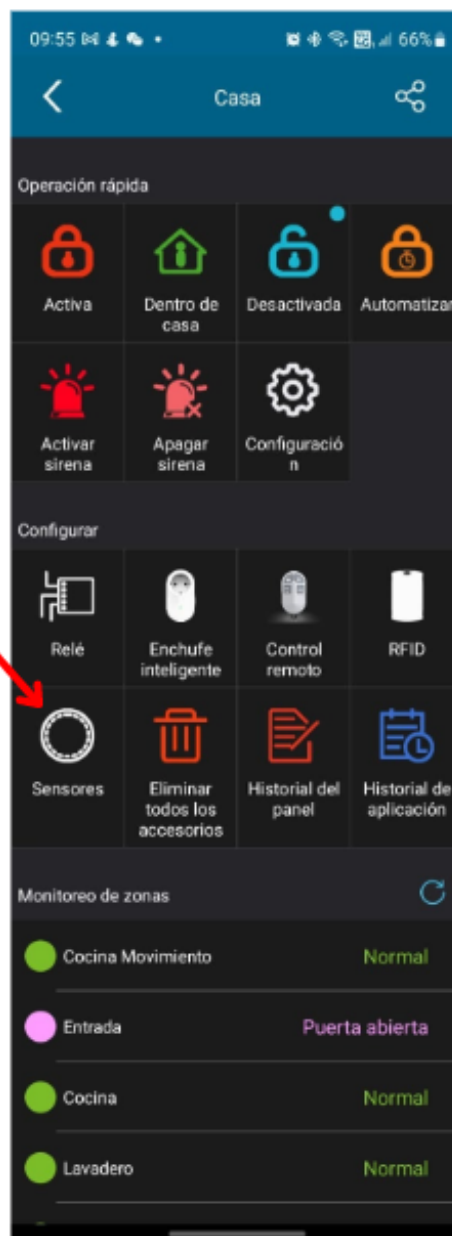 09:55 66%
Casa
Operación rápida
Activa Dentro de casa Desactivada Automatizar
Activar sirena Apagar sirena Configuració
n
Configurar
Relé Enchufe inteligente Control remoto RFID
Sensores Eliminar todos los accesorios Historial del panel Historial de aplicación
Monitoreo de zonas
Cocina Movimiento Normal
Entrada Puerta abierta
Cocina Normal
Lavadero Normal